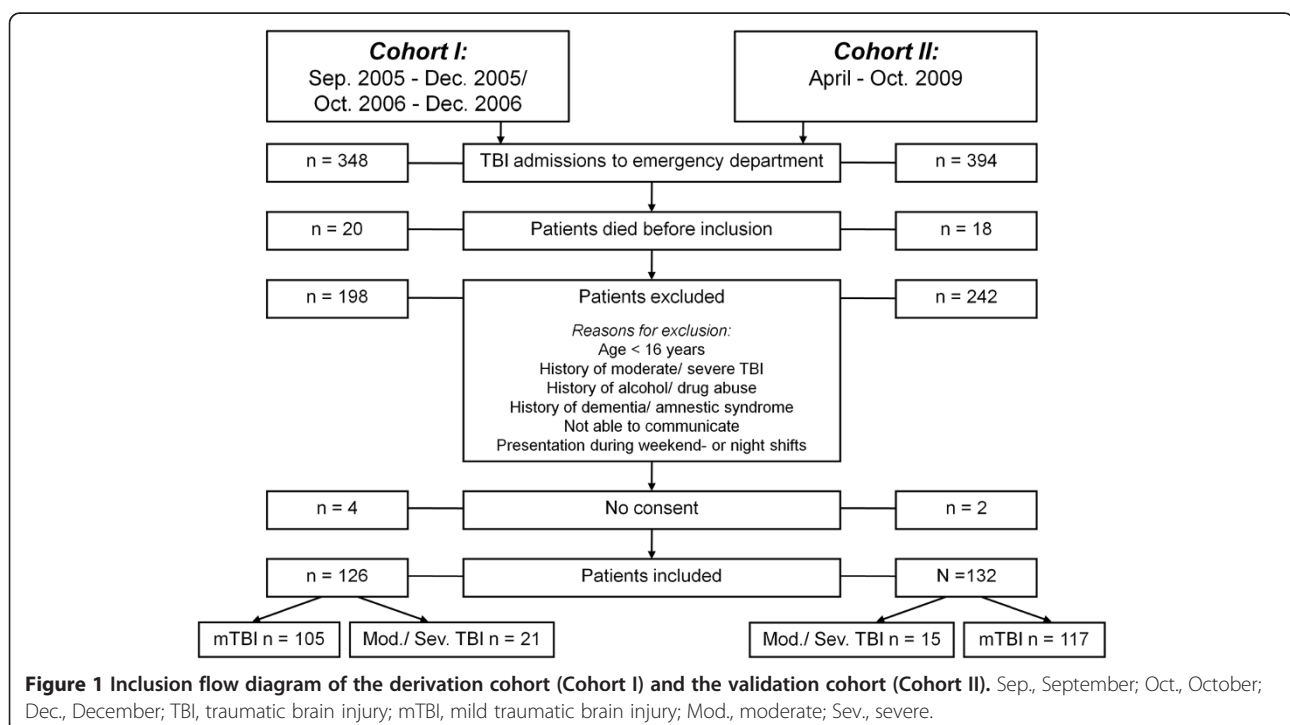 Cohort I:
Sep. 2005 - Dec. 2005/
Oct. 2006 - Dec. 2006
Cohort II:
April - Oct. 2009
n = 348
TBI admissions to emergency department
n = 394
n = 20
Patients died before inclusion
n = 18
n = 198
Patients excluded
n = 242
Reasons for exclusion:
Age < 16 years
History of moderate/ severe TBI
History of alcohol/ drug abuse
History of dementia/ amnestic syndrome
Not able to communicate
Presentation during weekend- or night shifts
n = 4
No consent
n = 2
n = 126
Patients included
N =132
mTBI n = 105
Mod./ Sev. TBI n = 21
Mod./ Sev. TBI n = 15
mTBI n = 117
Figure 1 Inclusion flow diagram of the derivation cohort (Cohort I) and the validation cohort (Cohort II). Sep., September; Oct., October;
Dec., December; TBI, traumatic brain injury; mTBI, mild traumatic brain injury; Mod., moderate; Sev., severe.